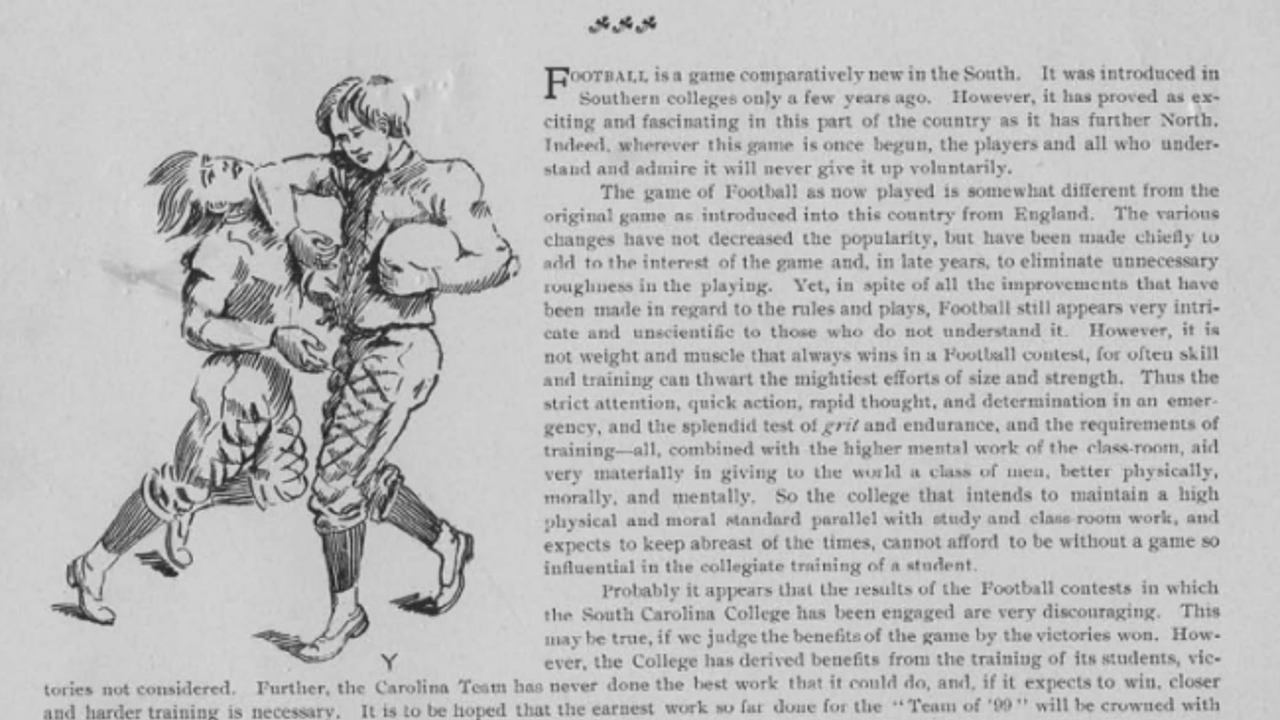 FOOTBALL is a game comparatively new in the South. It was introduced in
Southern colleges only a few years ago. However, it has proved as ex-
citing and fascinating in this part of the country as it has further North.
Indeed, wherever this game is once begun, the players and all who under-
stand and admire it will never give it up voluntarily.
The game of Football as now played is somewhat different from the
original game as introduced into this country from England. The various
changes have not decreased the popularity, but have been made chiefly to
add to the interest of the game and, in late years, to eliminate unnecessary
roughness in the playing. Yet, in spite of all the improvements that have
been made in regard to the rules and plays, Football still appears very intri-
cate and unscientific to those who do not understand it. However, it is
not weight and muscle that always wins in a Football contest, for often skill
and training can thwart the mightiest efforts of size and strength. Thus the
strict attention, quick action, rapid thought, and determination in an emer-
gency, and the splendid test of grit and endurance, and the requirements of
training—all, combined with the higher mental work of the class-room, aid
very materially in giving to the world a class of men, better physically,
morally, and mentally. So the college that intends to maintain a high
physical and moral standard parallel with study and class-room work, and
expects to keep abreast of the times, cannot afford to be without a game so
influential in the collegiate training of a student.
Probably it appears that the results of the Football contests in which
the South Carolina College has been engaged are very discouraging. This
may be true, if we judge the benefits of the game by the victories won. How-
ever, the College has derived benefits from the training of its students, vic-
tories not considered. Further, the Carolina Team has never done the best work that it could do, and, if it expects to win, closer
and harder training is necessary. It is to be hoped that the earnest work so far done for the "Team of '99" will be crowned with
Y